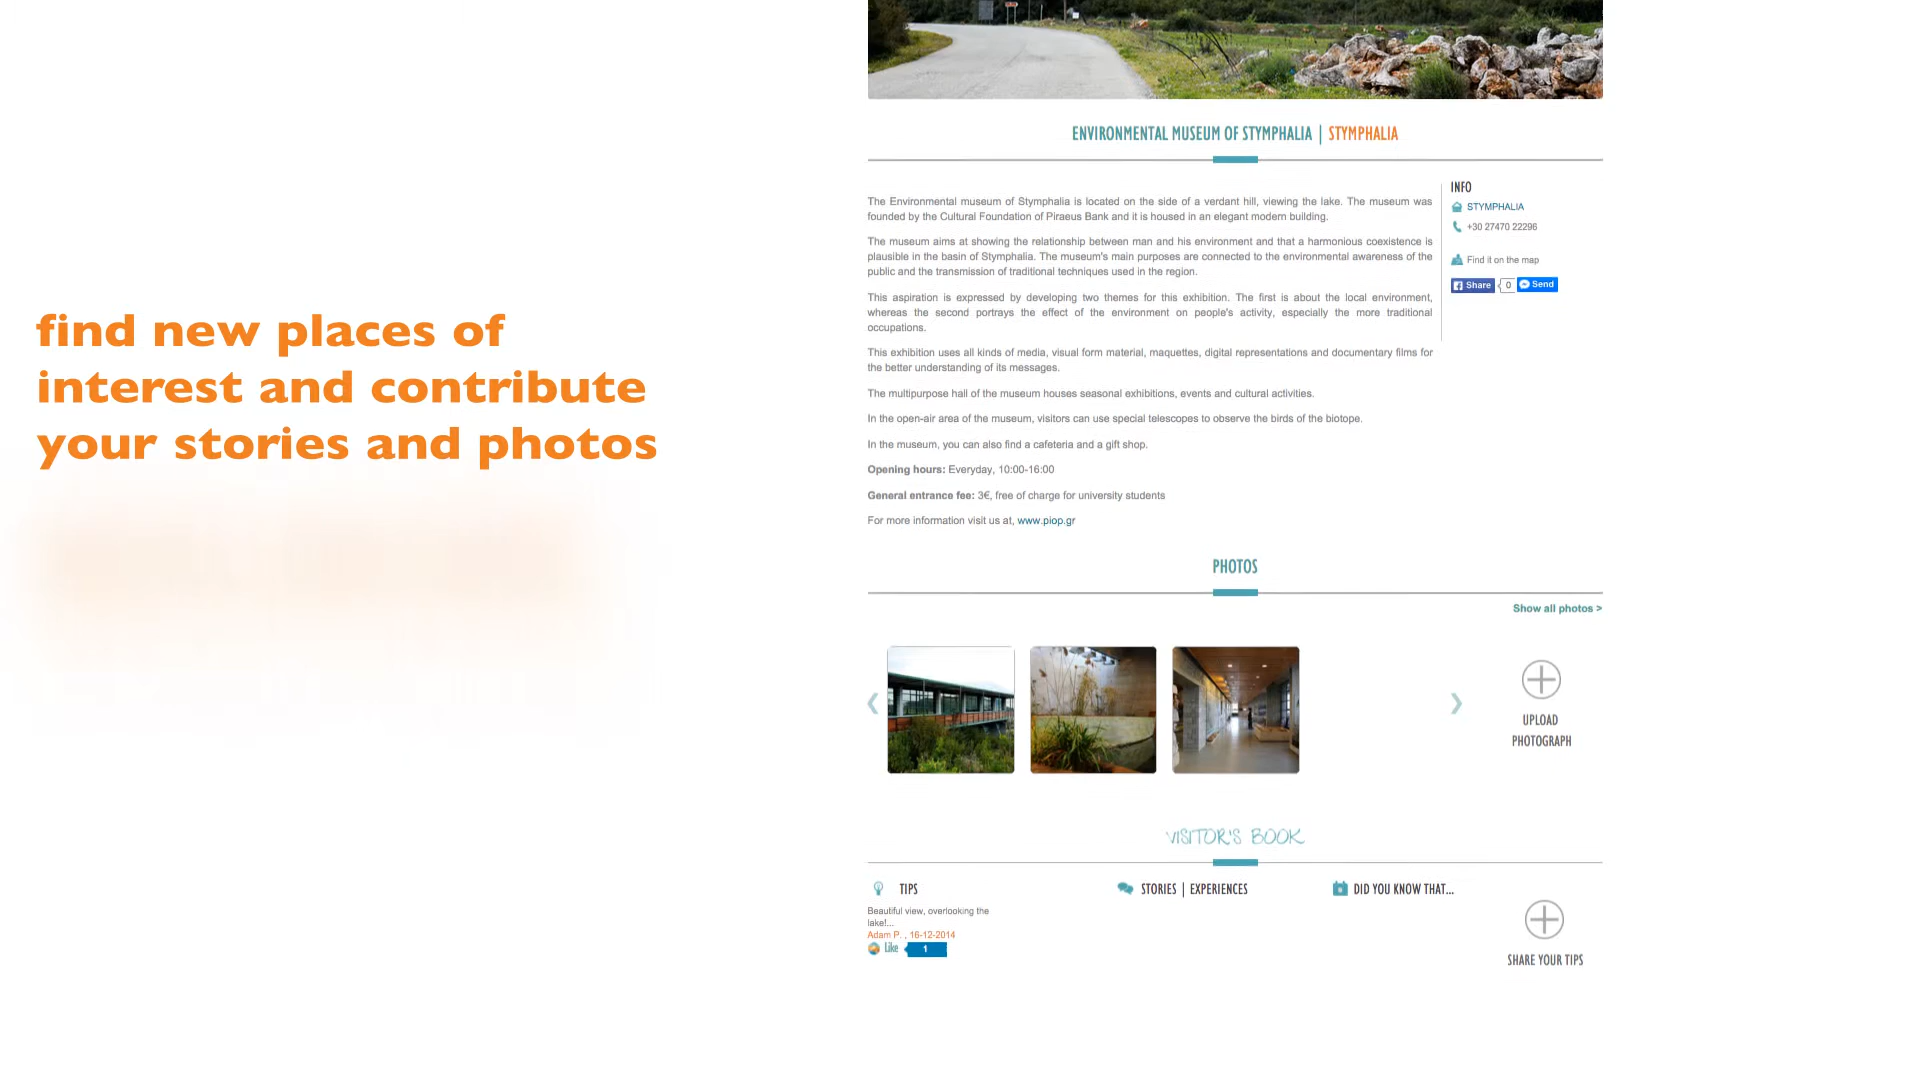 find new places of
interest and contribute
your stories and photos
ENVIRONMENTAL MUSEUM OF STYMPHALIA | STYMPHALIA
The Environmental museum of Stymphalia is located on the side of a verdant hill, viewing the lake. The museum was
founded by the Cultural Foundation of Piraeus Bank and it is housed in an elegant modern building.
The museum aims at showing the relationship between man and his environment and that a harmonious coexistence is
plausible in the basin of Stymphalia. The museum's main purposes are connected to the environmental awareness of the
public and the transmission of traditional techniques used in the region.
This aspiration is expressed by developing two themes for this exhibition. The first is about the local environment,
whereas the second portrays the effect of the environment on people's activity, especially the more traditional
occupations.
This exhibition uses all kinds of media, visual form material, maquettes, digital representations and documentary films for
the better understanding of its messages.
The multipurpose hall of the museum houses seasonal exhibitions, events and cultural activities.
In the open-air area of the museum, visitors can use special telescopes to observe the birds of the biotope.
In the museum, you can also find a cafeteria and a gift shop.
Opening hours: Everyday, 10:00-16:00
General entrance fee: 3€, free of charge for university students
For more information visit us at, www.piop.gr
INFO
STYMPHALIA
+30 27470 22296
Find it on the map
Share 0 Send
PHOTOS
Show all photos >
UPLOAD
PHOTOGRAPH
VISITOR'S BOOK
TIPS
Beautiful view, overlooking the
lake!...
Adam P. , 16-12-2014
Like 1
STORIES | EXPERIENCES
DID YOU KNOW THAT...
SHARE YOUR TIPS